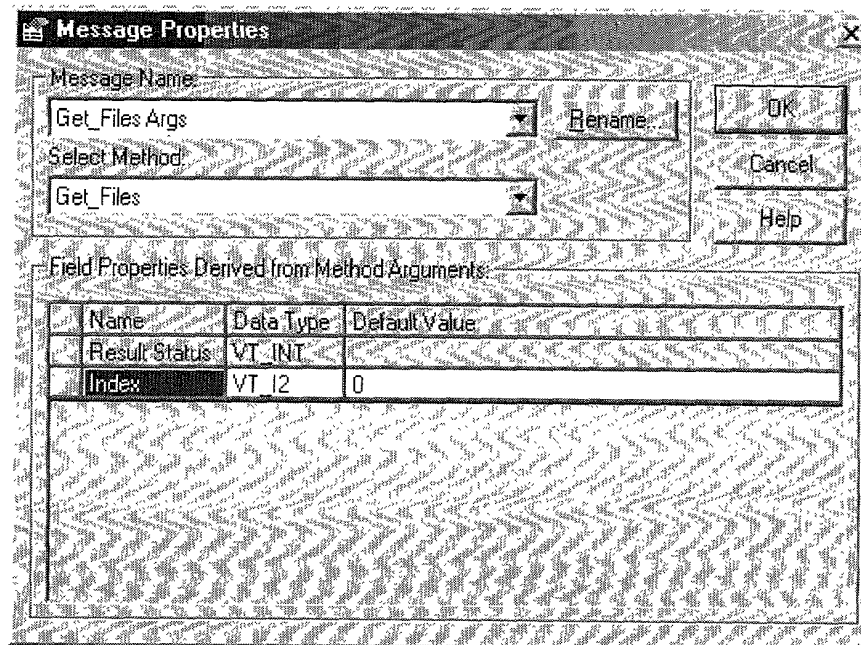 Message Properties
Message Name:
Get_Files Args
Rename...
OK
Select Method:
Cancel
Get_Files
Help
Field Properties Derived from Method Arguments:
Name Data Type Default Value
Result Status VT_INT
Index VT_I2 0